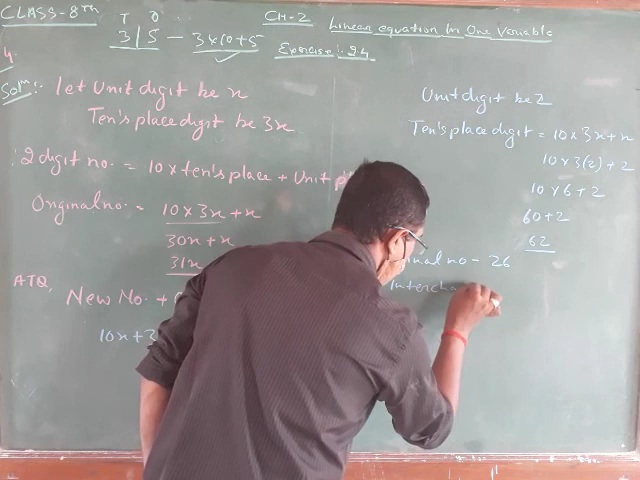 CLASS-8th
CH-2 Linear equation In One Variable
T O
3 | 5 - 3x10+5
Exercise:- 2.4
4.
Solⁿ:- let Unit digit be x
Ten's place digit be 3x
2 digit no. = 10 x ten's place + Unit
Original no. = 10 x 3x + x
30x + x
31x
ATQ,
New No. +
10x+3
Unit digit be 2
Ten's place digit = 10 x 3x + x
10 x 3(2) + 2
10 x 6 + 2
60 + 2
62
nal no - 26
Intercha